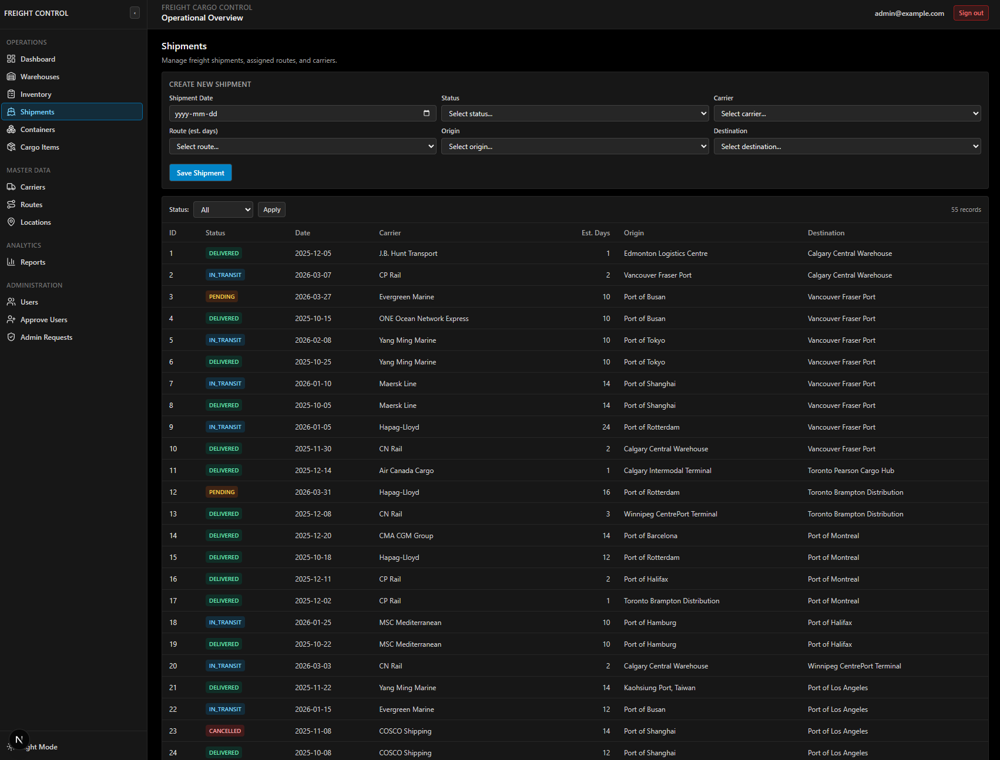 FREIGHT CONTROL
‹
OPERATIONS
Dashboard
Warehouses
Inventory
Shipments
Containers
Cargo Items
MASTER DATA
Carriers
Routes
Locations
ANALYTICS
Reports
ADMINISTRATION
Users
Approve Users
Admin Requests
N
ght Mode
FREIGHT CARGO CONTROL
Operational Overview
admin@example.com
Sign out
Shipments
Manage freight shipments, assigned routes, and carriers.
CREATE NEW SHIPMENT
Shipment Date Status Carrier
yyyy-mm-dd Select status... Select carrier...
Route (est. days) Origin Destination
Select route... Select origin... Select destination...
Save Shipment
Status: All Apply 55 records
ID Status Date Carrier Est. Days Origin Destination
1 DELIVERED 2025-12-05 J.B. Hunt Transport 1 Edmonton Logistics Centre Calgary Central Warehouse
2 IN_TRANSIT 2026-03-07 CP Rail 2 Vancouver Fraser Port Calgary Central Warehouse
3 PENDING 2026-03-27 Evergreen Marine 10 Port of Busan Vancouver Fraser Port
4 DELIVERED 2025-10-15 ONE Ocean Network Express 10 Port of Busan Vancouver Fraser Port
5 IN_TRANSIT 2026-02-08 Yang Ming Marine 10 Port of Tokyo Vancouver Fraser Port
6 DELIVERED 2025-10-25 Yang Ming Marine 10 Port of Tokyo Vancouver Fraser Port
7 IN_TRANSIT 2026-01-10 Maersk Line 14 Port of Shanghai Vancouver Fraser Port
8 DELIVERED 2025-10-05 Maersk Line 14 Port of Shanghai Vancouver Fraser Port
9 IN_TRANSIT 2026-01-05 Hapag-Lloyd 24 Port of Rotterdam Vancouver Fraser Port
10 DELIVERED 2025-11-30 CN Rail 2 Calgary Central Warehouse Vancouver Fraser Port
11 DELIVERED 2025-12-14 Air Canada Cargo 1 Calgary Intermodal Terminal Toronto Pearson Cargo Hub
12 PENDING 2026-03-31 Hapag-Lloyd 16 Port of Rotterdam Toronto Brampton Distribution
13 DELIVERED 2025-12-08 CN Rail 3 Winnipeg CentrePort Terminal Toronto Brampton Distribution
14 DELIVERED 2025-12-20 CMA CGM Group 14 Port of Barcelona Port of Montreal
15 DELIVERED 2025-10-18 Hapag-Lloyd 12 Port of Rotterdam Port of Montreal
16 DELIVERED 2025-12-11 CP Rail 2 Port of Halifax Port of Montreal
17 DELIVERED 2025-12-02 CP Rail 1 Toronto Brampton Distribution Port of Montreal
18 IN_TRANSIT 2026-01-25 MSC Mediterranean 10 Port of Hamburg Port of Halifax
19 DELIVERED 2025-10-22 MSC Mediterranean 10 Port of Hamburg Port of Halifax
20 IN_TRANSIT 2026-03-03 CN Rail 2 Calgary Central Warehouse Winnipeg CentrePort Terminal
21 DELIVERED 2025-11-22 Yang Ming Marine 14 Kaohsiung Port, Taiwan Port of Los Angeles
22 IN_TRANSIT 2026-01-15 Evergreen Marine 12 Port of Busan Port of Los Angeles
23 CANCELLED 2025-11-08 COSCO Shipping 14 Port of Shanghai Port of Los Angeles
24 DELIVERED 2025-10-08 COSCO Shipping 12 Port of Shanghai Port of Los Angeles